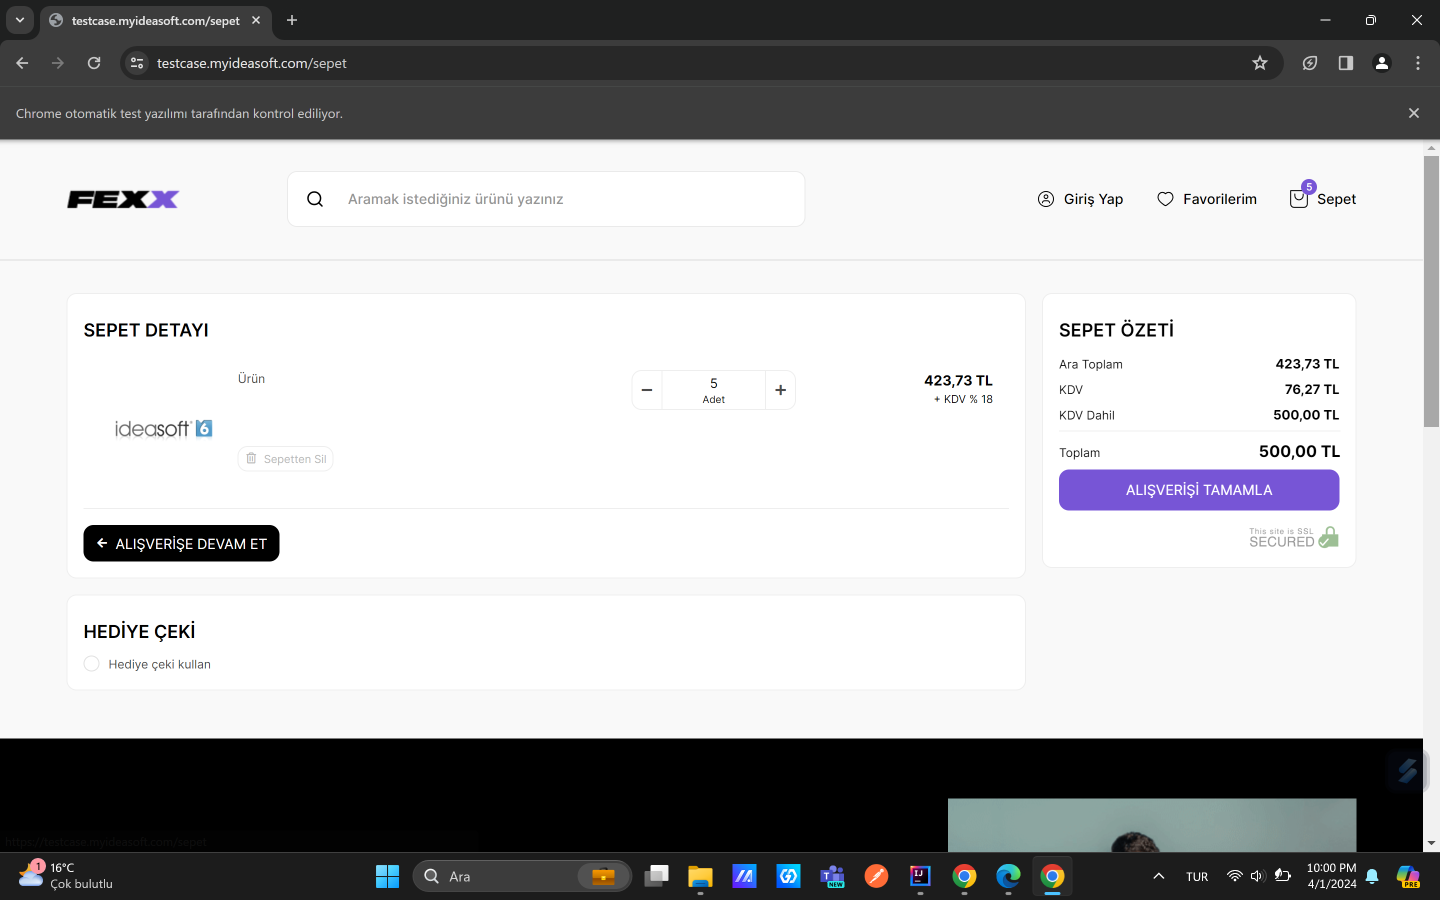 testcase.myideasoft.com/sepet
testcase.myideasoft.com/sepet
Chrome otomatik test yazılımı tarafından kontrol ediliyor.
FEXX
Aramak istediğiniz ürünü yazınız
Giriş Yap
Favorilerim
5
Sepet
SEPET DETAYI
Ürün
5
Adet
423,73 TL
+ KDV % 18
ideasoft 6
Sepetten Sil
ALIŞVERİŞE DEVAM ET
SEPET ÖZETİ
Ara Toplam 423,73 TL
KDV 76,27 TL
KDV Dahil 500,00 TL
Toplam 500,00 TL
ALIŞVERİŞİ TAMAMLA
This site is SSL
SECURED
HEDİYE ÇEKİ
Hediye çeki kullan
https://testcase.myideasoft.com/sepet
1
16°C
Çok bulutlu
Ara
NEW
TUR
10:00 PM
4/1/2024
PRE